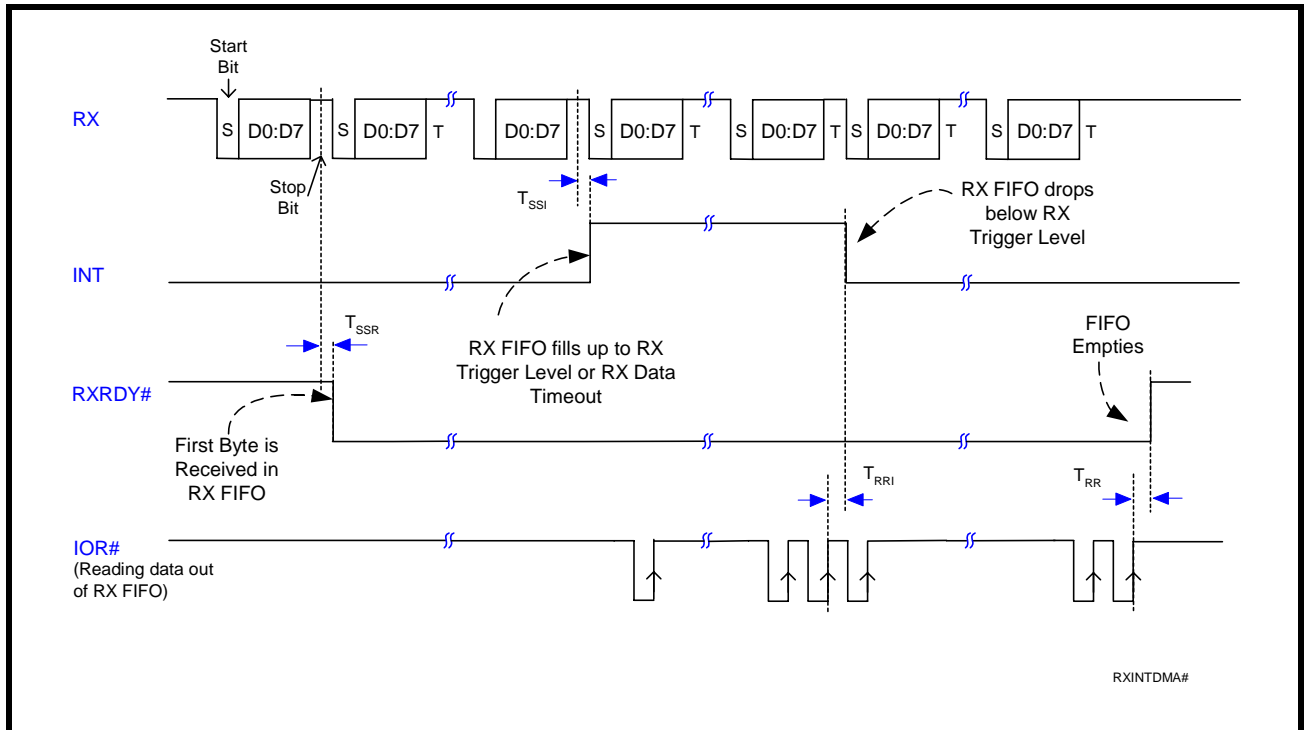 Start
Bit
RX
S D0:D7 S D0:D7 T D0:D7 S D0:D7 T S D0:D7 T S D0:D7 T S D0:D7 T
Stop
Bit
TSSI
RX FIFO drops
below RX
Trigger Level
INT
TSSR
RX FIFO fills up to RX
Trigger Level or RX Data
Timeout
FIFO
Empties
RXRDY#
First Byte is
Received in
RX FIFO
TRRI
TRR
IOR#
(Reading data out
of RX FIFO)
RXINTDMA#